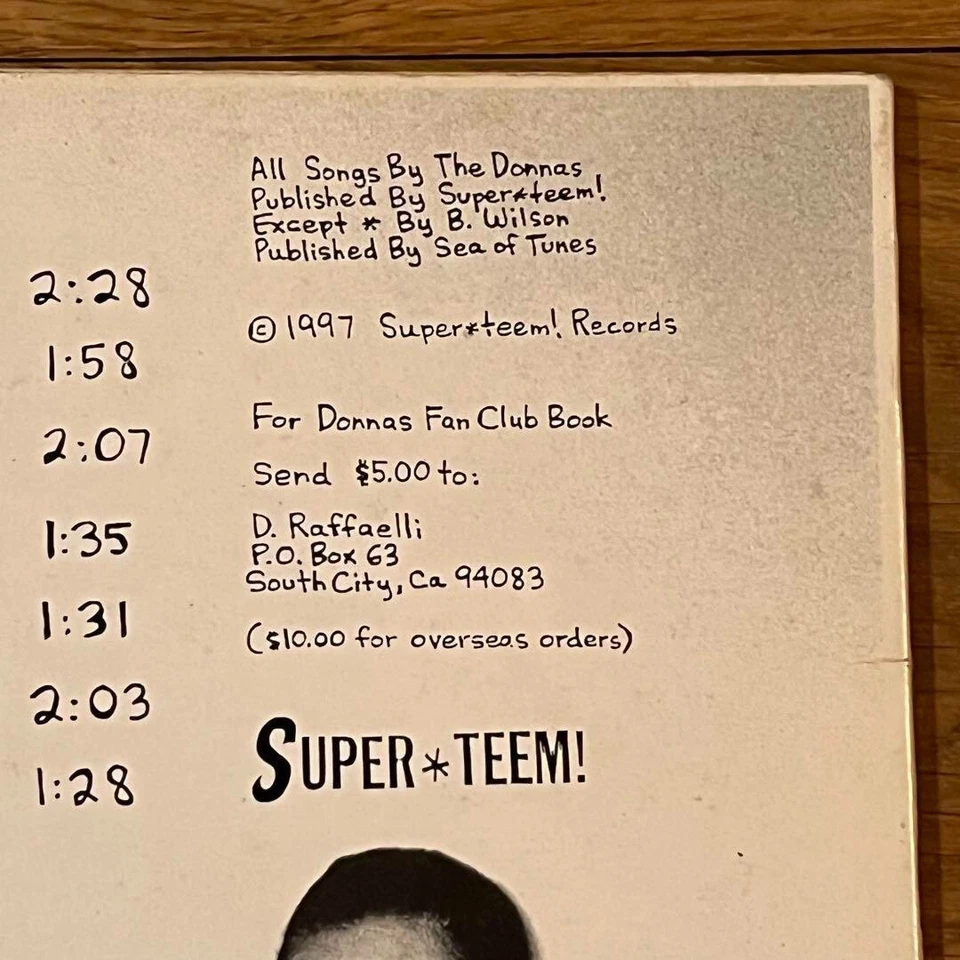 2:28
1:58
2:07
1:35
1:31
2:03
1:28
All Songs By The Donnas
Published By Super*teem!
Except * By B. Wilson
Published By Sea of Tunes
© 1997 Super*teem! Records
For Donnas Fan Club Book
Send $5.00 to:
D. Raffaelli
P.O. Box 63
South City, Ca 94083
($10.00 for overseas orders)
SUPER*TEEM!